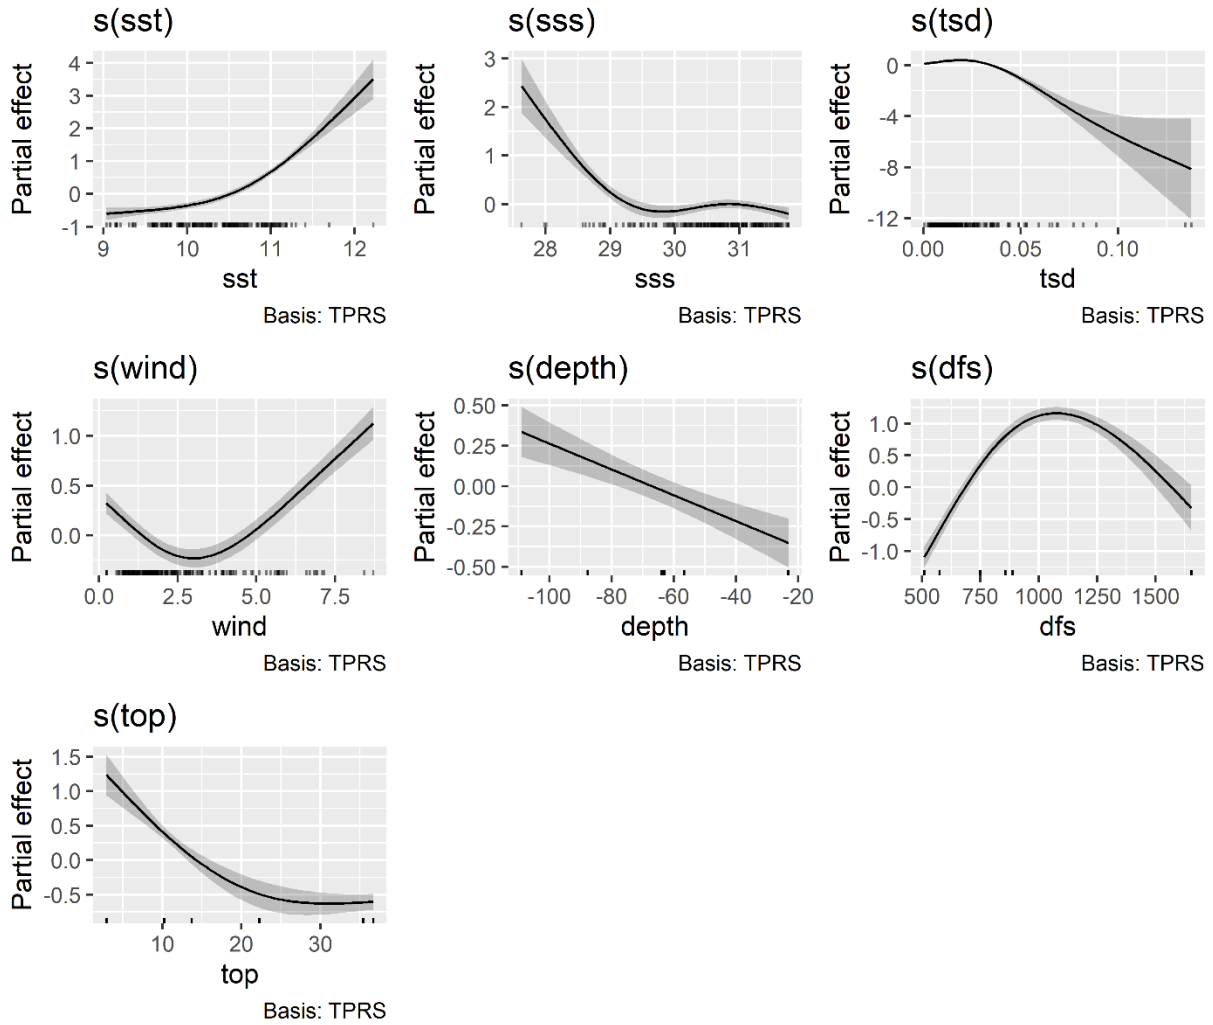 s(sst)
Partial effect
4
3
2
1
0
-1
9
10
11
12
sst
Basis: TPRS
s(sss)
Partial effect
3
2
1
0
28
29
30
31
sss
Basis: TPRS
s(tsd)
Partial effect
0
-4
-8
-12
0.00
0.05
0.10
tsd
Basis: TPRS
s(wind)
Partial effect
1.0
0.5
0.0
0.0
2.5
5.0
7.5
wind
Basis: TPRS
s(depth)
Partial effect
0.50
0.25
0.00
-0.25
-0.50
-100
-80
-60
-40
-20
depth
Basis: TPRS
s(dfs)
Partial effect
1.0
0.5
0.0
-0.5
-1.0
500
750
1000
1250
1500
dfs
Basis: TPRS
s(top)
Partial effect
1.5
1.0
0.5
0.0
-0.5
10
20
30
top
Basis: TPRS